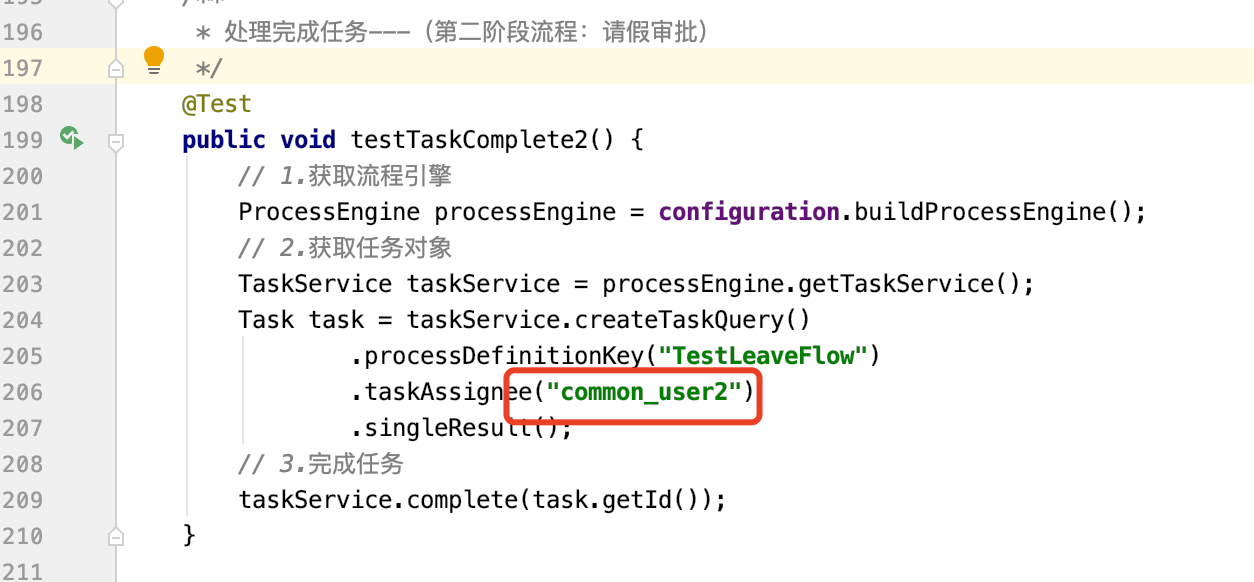 195 /**
196 * 处理完成任务---（第二阶段流程：请假审批）
197 */
198 @Test
199 public void testTaskComplete2() {
200 // 1.获取流程引擎
201 ProcessEngine processEngine = configuration.buildProcessEngine();
202 // 2.获取任务对象
203 TaskService taskService = processEngine.getTaskService();
204 Task task = taskService.createTaskQuery()
205 .processDefinitionKey("TestLeaveFlow")
206 .taskAssignee("common_user2")
207 .singleResult();
208 // 3.完成任务
209 taskService.complete(task.getId());
210 }
211